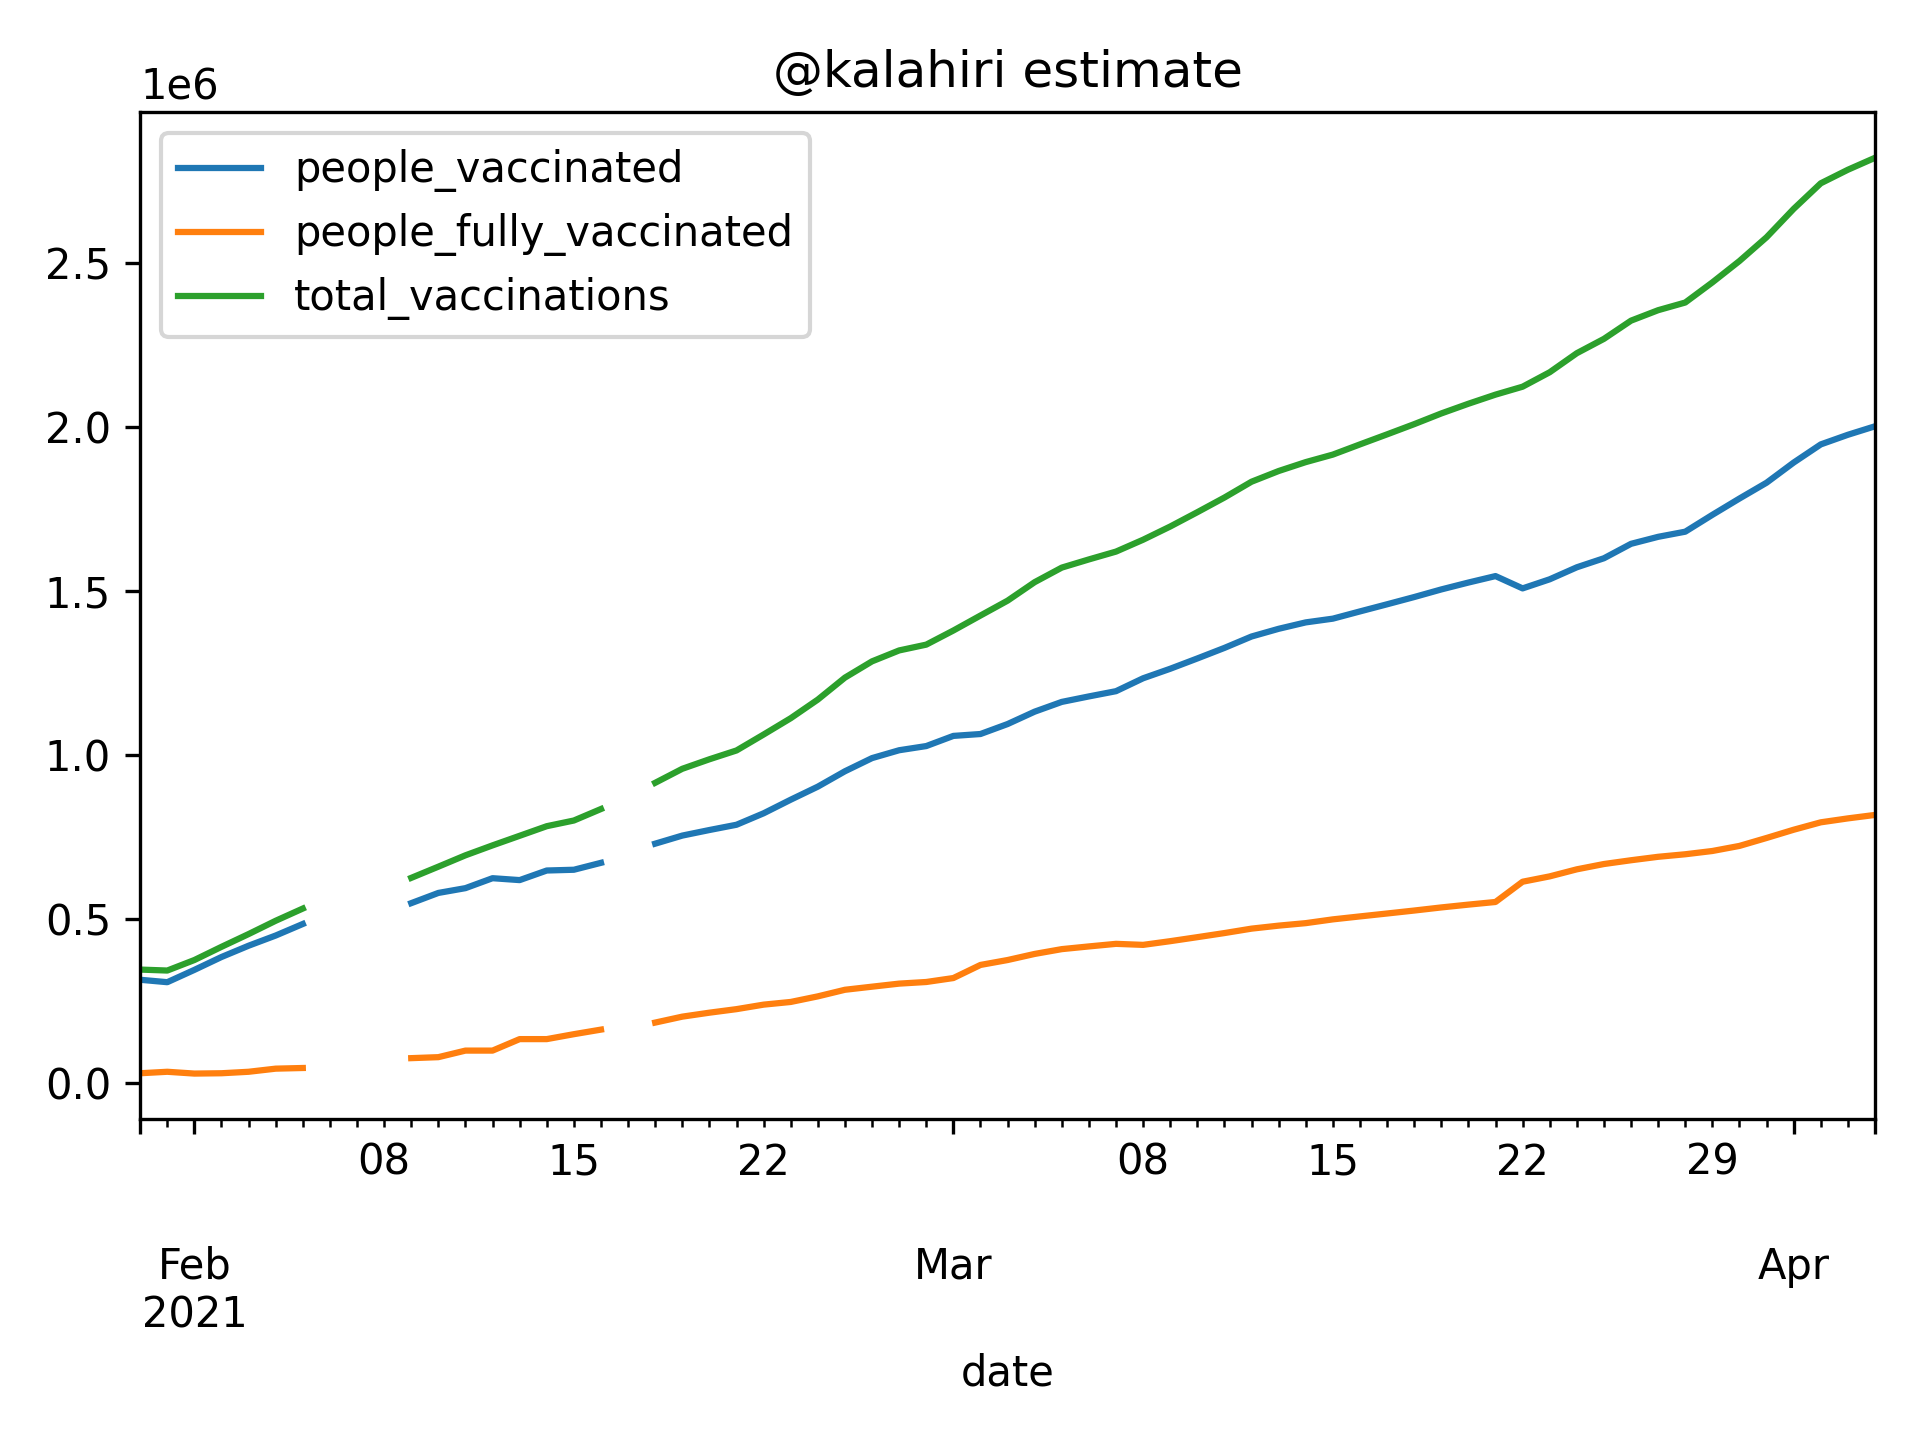 @kalahiri estimate
1e6
people_vaccinated
people_fully_vaccinated
total_vaccinations
2.5
2.0
1.5
1.0
0.5
0.0
08 15 22 08 15 22 29
Feb Mar Apr
2021
date